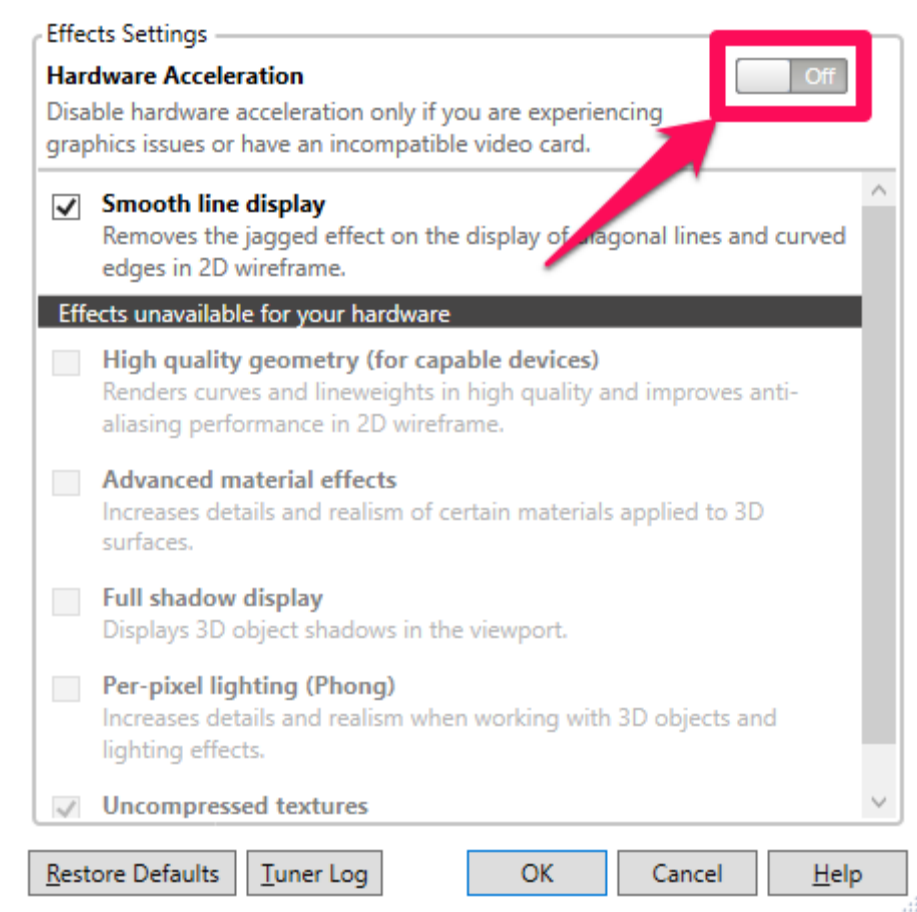 Effects Settings
Hardware Acceleration
Off
Disable hardware acceleration only if you are experiencing
graphics issues or have an incompatible video card.
Smooth line display
Removes the jagged effect on the display of diagonal lines and curved
edges in 2D wireframe.
Effects unavailable for your hardware
High quality geometry (for capable devices)
Renders curves and lineweights in high quality and improves anti-
aliasing performance in 2D wireframe.
Advanced material effects
Increases details and realism of certain materials applied to 3D
surfaces.
Full shadow display
Displays 3D object shadows in the viewport.
Per-pixel lighting (Phong)
Increases details and realism when working with 3D objects and
lighting effects.
Uncompressed textures
Restore Defaults Tuner Log OK Cancel Help